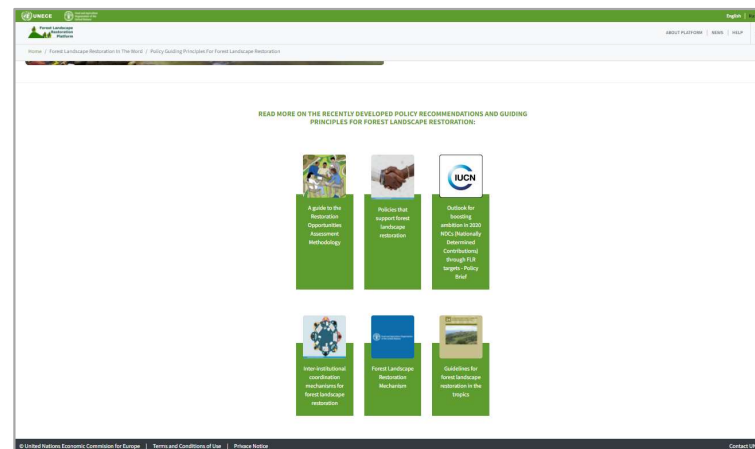 UNECE
English
Forest Landscape
Restoration
Platform
ABOUT PLATFORM | NEWS | HELP
Home / Forest Landscape Restoration In The Word / Policy Guiding Principles For Forest Landscape Restoration
READ MORE ON THE RECENTLY DEVELOPED POLICY RECOMMENDATIONS AND GUIDING
PRINCIPLES FOR FOREST LANDSCAPE RESTORATION:
IUCN
A guide to the
Restoration
Opportunities
Assessment
Methodology
Policies that
support forest
landscape
restoration
Outlook for
boosting
ambition in 2020
NDCs (Nationally
Determined
Contributions)
through FLR
targets - Policy
Brief
Inter-institutional
coordination
mechanisms for
forest landscape
restoration
Forest Landscape
Restoration
Mechanism
Guidelines for
forest landscape
restoration in the
tropics
© United Nations Economic Commision for Europe | Terms and Conditions of Use | Privace Notice
Contact